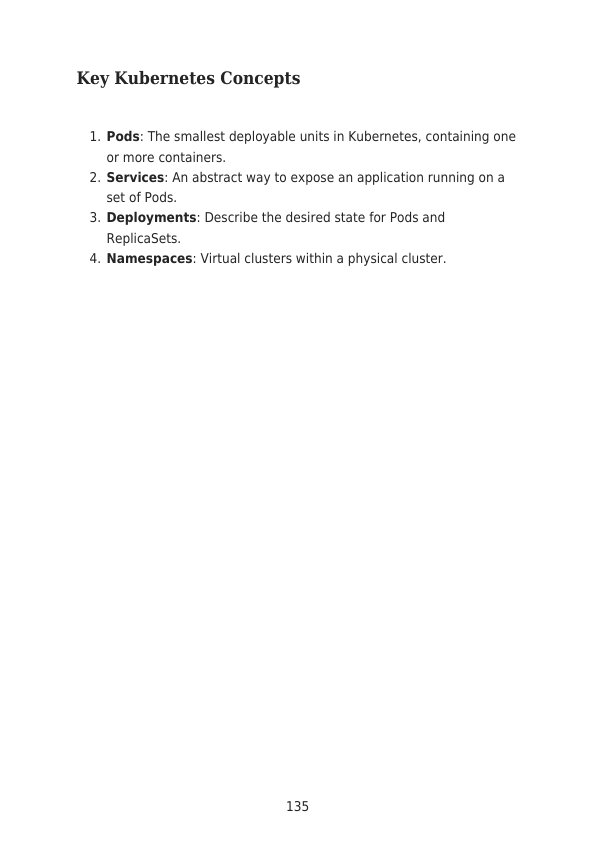 Key Kubernetes Concepts
1. Pods: The smallest deployable units in Kubernetes, containing one
or more containers.
2. Services: An abstract way to expose an application running on a
set of Pods.
3. Deployments: Describe the desired state for Pods and
ReplicaSets.
4. Namespaces: Virtual clusters within a physical cluster.
135